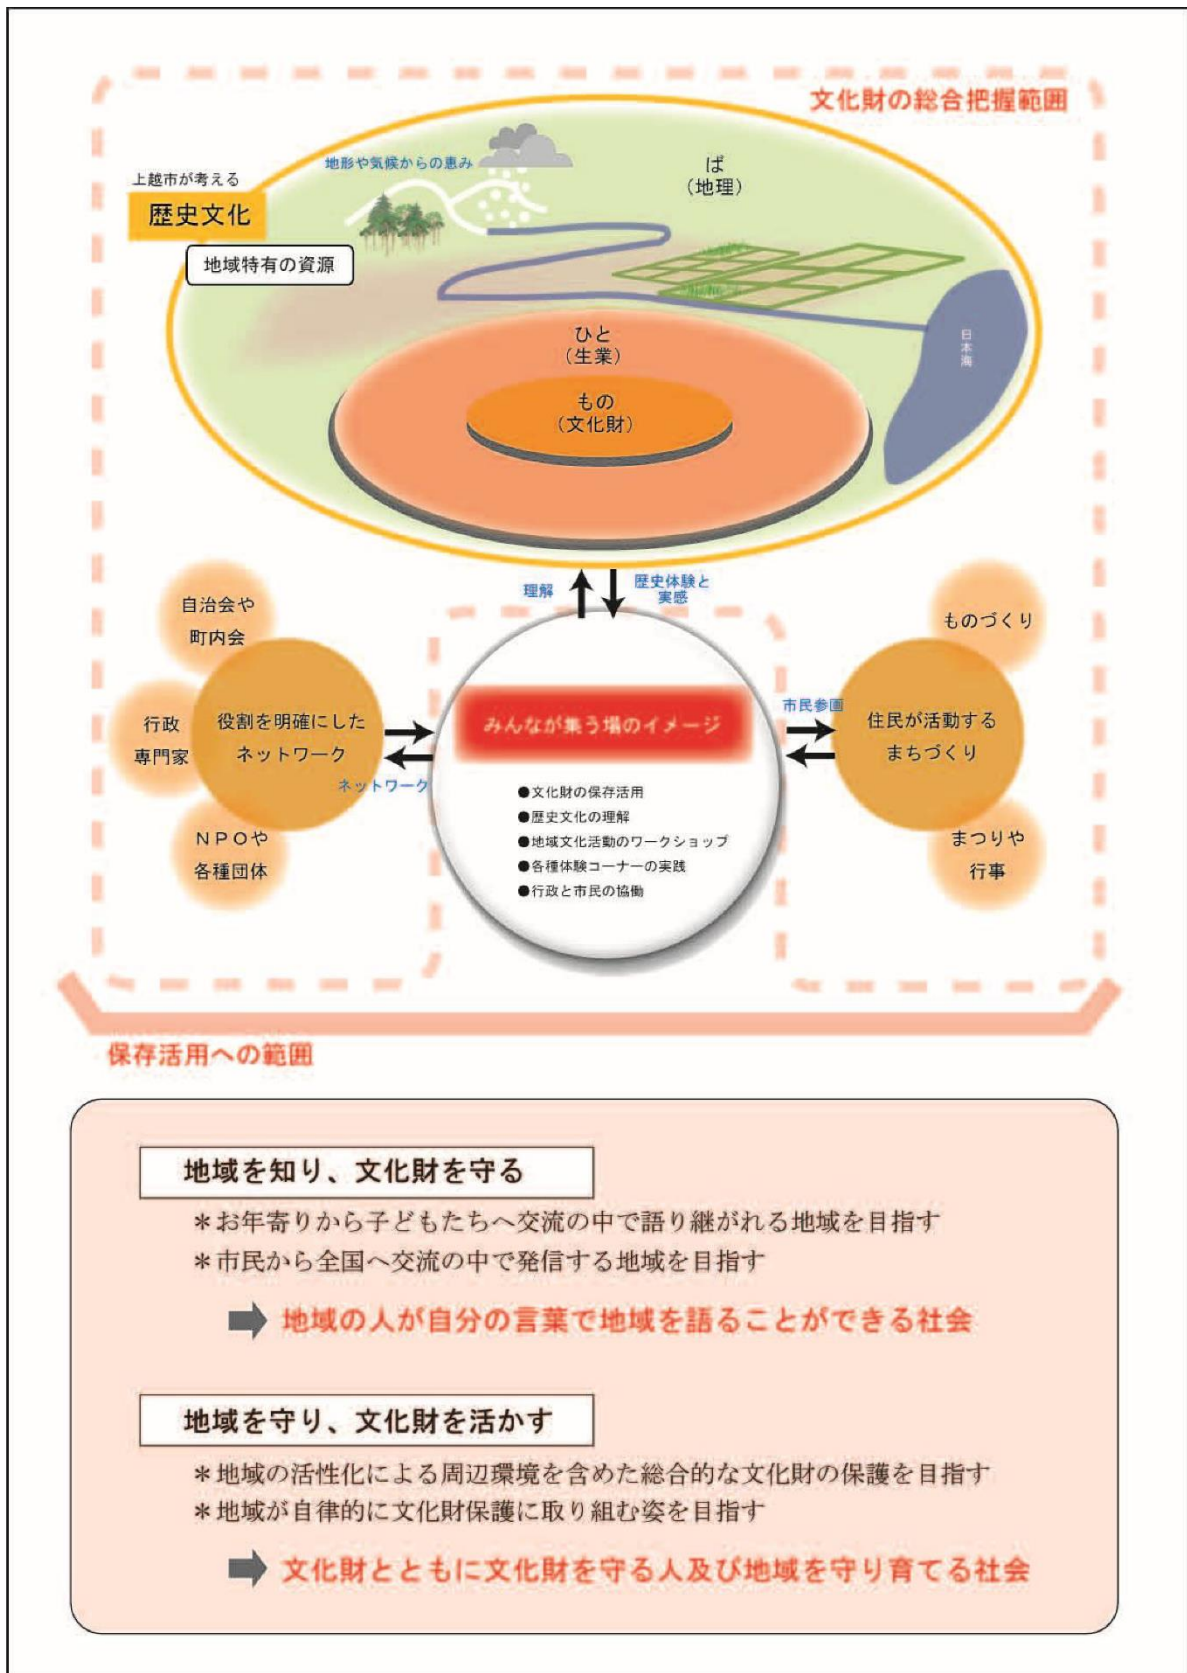 文化財の総合把握範囲
上越市が考える
歴史文化
地域特有の資源
地形や気候からの恵み
ば
(地理)
日本海
ひと
(生業)
もの
(文化財)
理解
歴史体験と
実感
自治会や
町内会
行政
専門家
NPOや
各種団体
役割を明確にした
ネットワーク
ネットワーク
みんなが集う場のイメージ
●文化財の保存活用
●歴史文化の理解
●地域文化活動のワークショップ
●各種体験コーナーの実践
●行政と市民の協働
市民参画
住民が活動する
まちづくり
ものづくり
まつりや
行事
保存活用への範囲
地域を知り、文化財を守る
＊お年寄りから子どもたちへ交流の中で語り継がれる地域を目指す
＊市民から全国へ交流の中で発信する地域を目指す
地域の人が自分の言葉で地域を語ることができる社会
地域を守り、文化財を活かす
＊地域の活性化による周辺環境を含めた総合的な文化財の保護を目指す
＊地域が自律的に文化財保護に取り組む姿を目指す
文化財とともに文化財を守る人及び地域を守り育てる社会